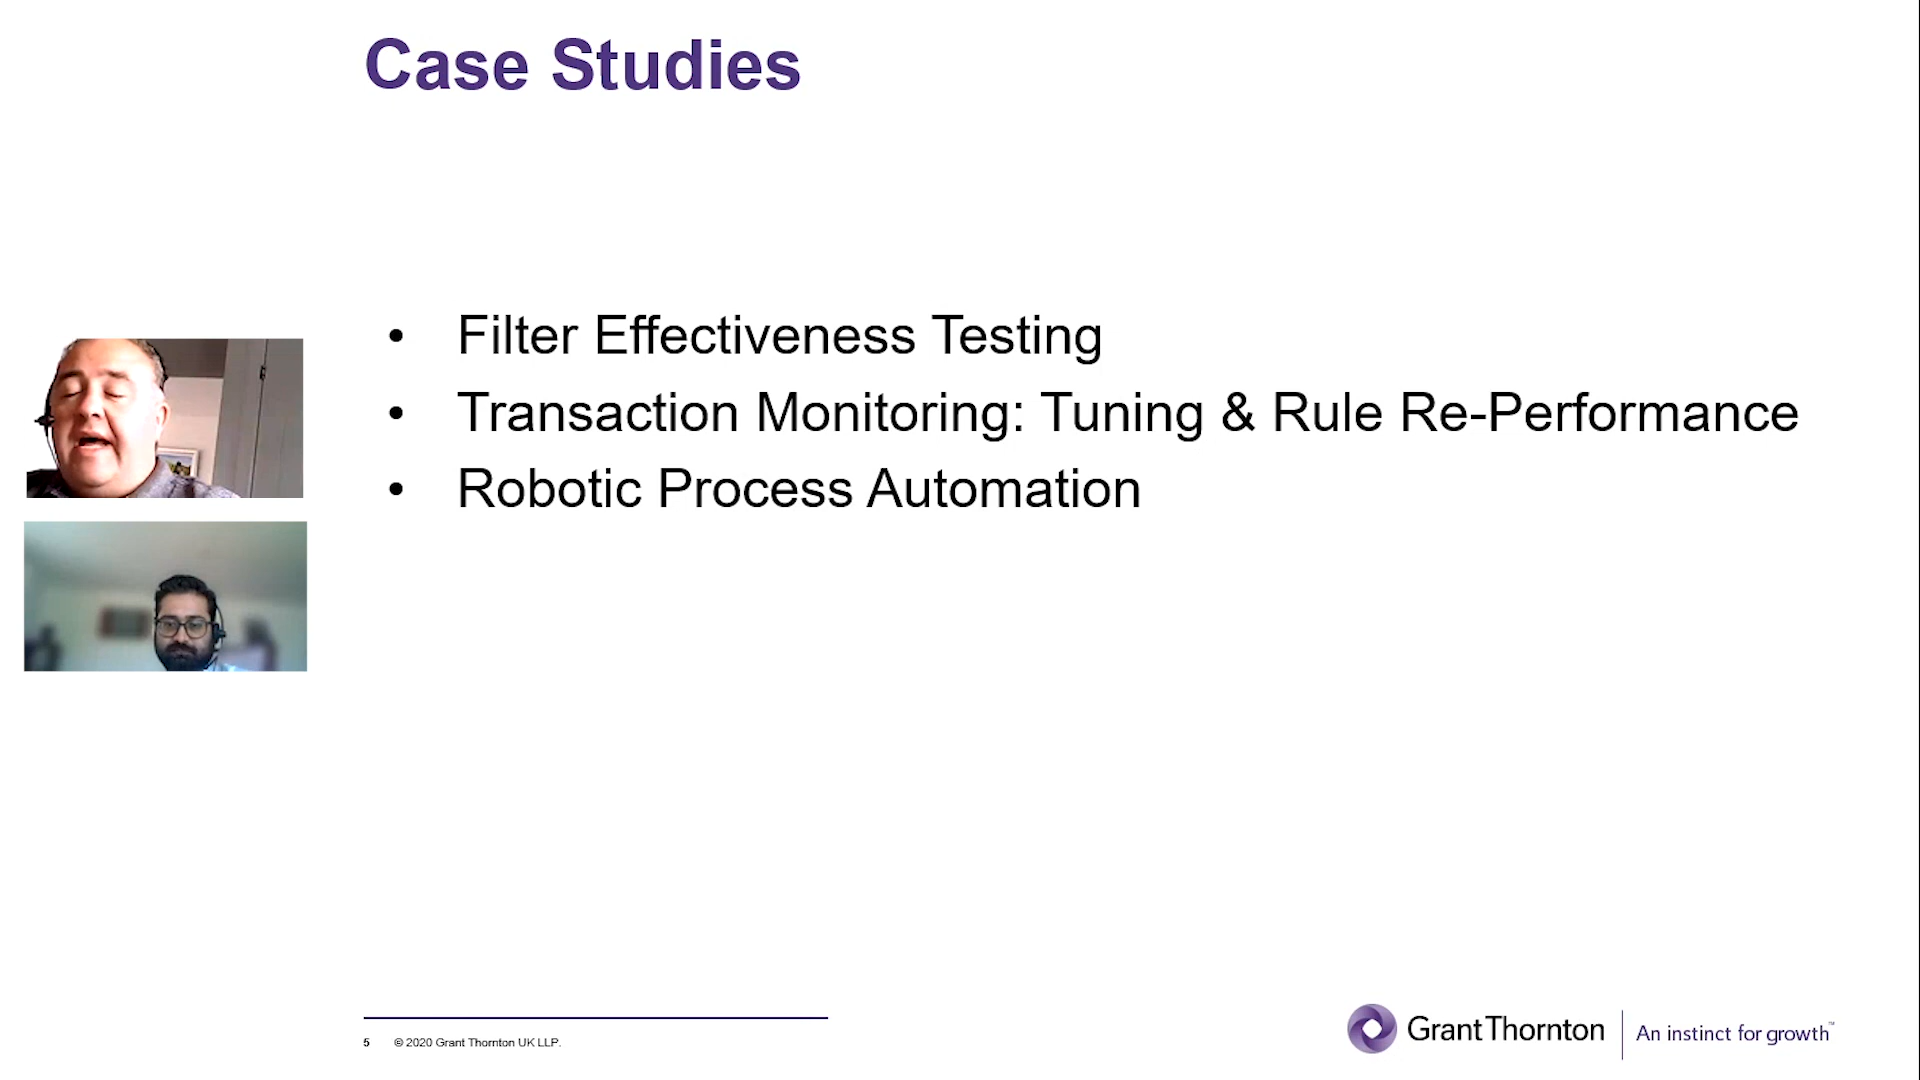 Case Studies
• Filter Effectiveness Testing
• Transaction Monitoring: Tuning & Rule Re-Performance
• Robotic Process Automation
5 © 2020 Grant Thornton UK LLP.
Grant Thornton An instinct for growth™